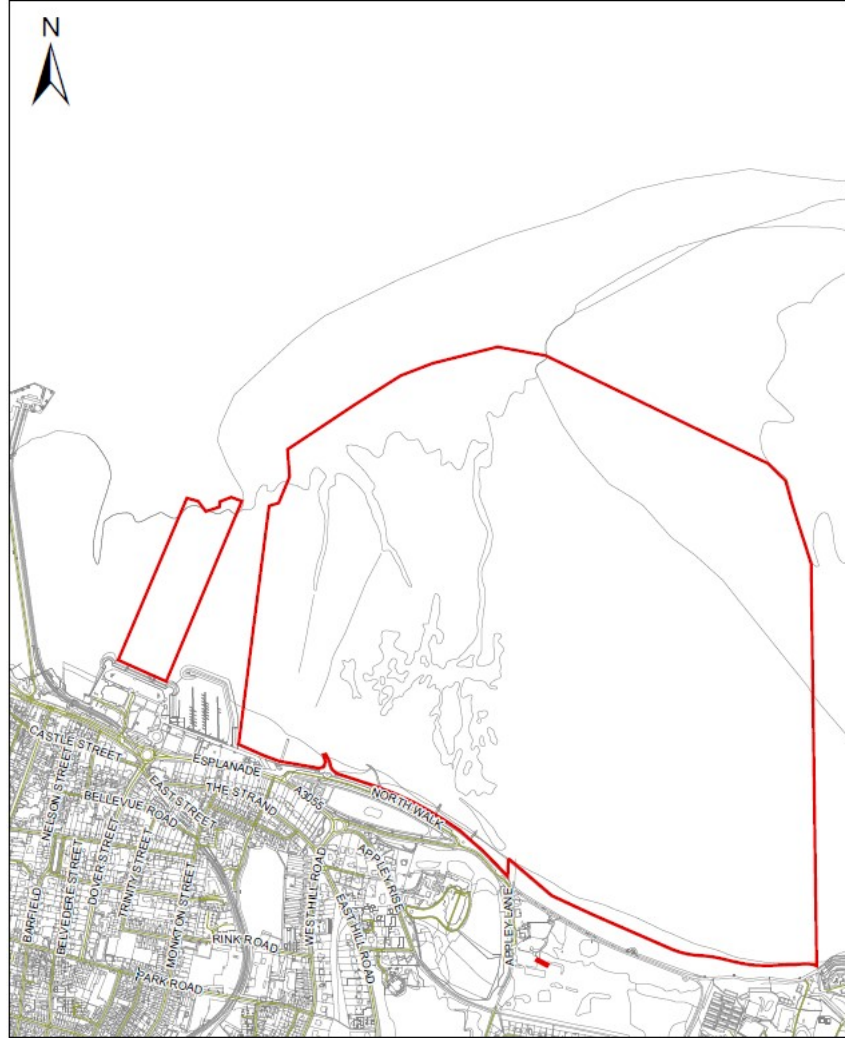 N
CASTLE STREET
ESPLANADE
NELSON STREET
BELLEVUE ROAD
EAST STREET
THE STRAND
A3055
NORTH WALK
DOVER STREET
TRINITY STREET
BELVEDERE STREET
BARFIELD
MONKTON STREET
WEST HILL ROAD
APPLEY RISE
EAST HILL ROAD
APPLEY LANE
RINK ROAD
PARK ROAD